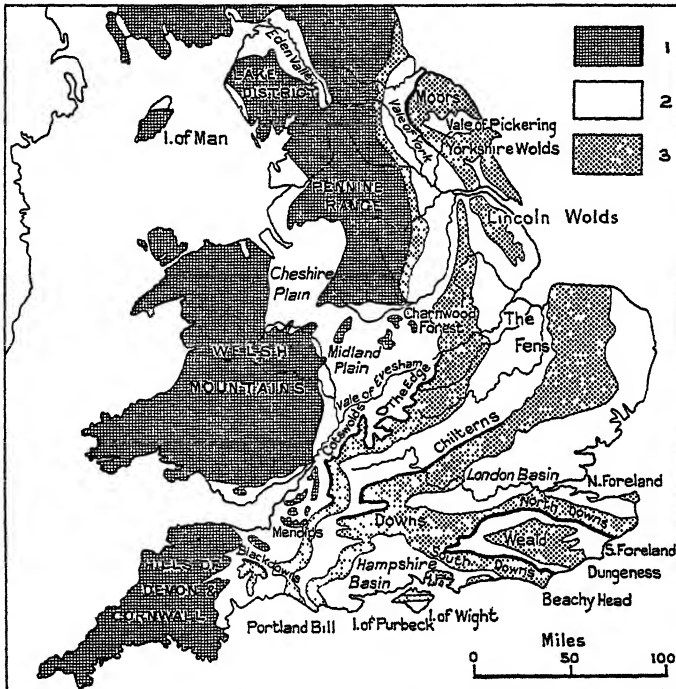 Eden Valley
LAKE
DISTRICT
I. of Man
Moors
Vale of Pickering
Vale of York
Yorkshire Wolds
PENNINE
RANGE
Lincoln Wolds
Cheshire
Plain
Charnwood
Forest
The
Fens
Midland
Plain
WELSH
MOUNTAINS
Vale of Evesham
The Edge
Cotswolds
Chilterns
London Basin
N. Foreland
North Downs
Mendips
Downs
Weald
S. Foreland
Blackdowns
Hampshire
Basin
South Downs
Dungeness
HILLS OF
DEVON &
CORNWALL
Beachy Head
Portland Bill
I. of Purbeck
I. of Wight
1
2
3
Miles
0 50 100